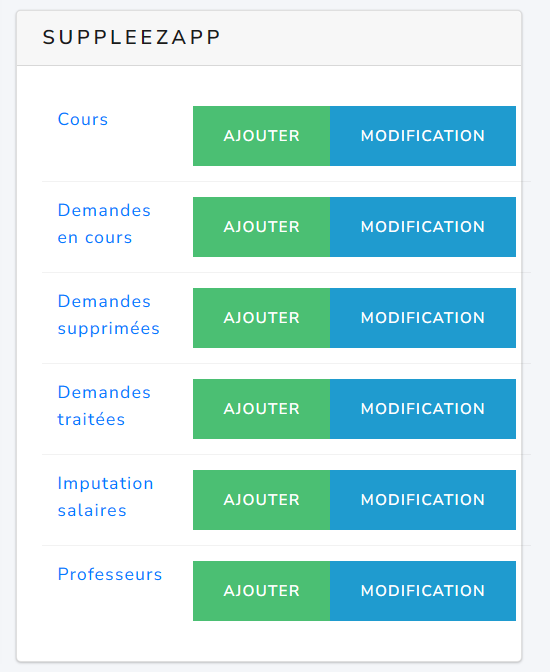 SUPPLEEZAPP
Cours
AJOUTER MODIFICATION
Demandes
en cours
AJOUTER MODIFICATION
Demandes
supprimées
AJOUTER MODIFICATION
Demandes
traitées
AJOUTER MODIFICATION
Imputation
salaires
AJOUTER MODIFICATION
Professeurs
AJOUTER MODIFICATION